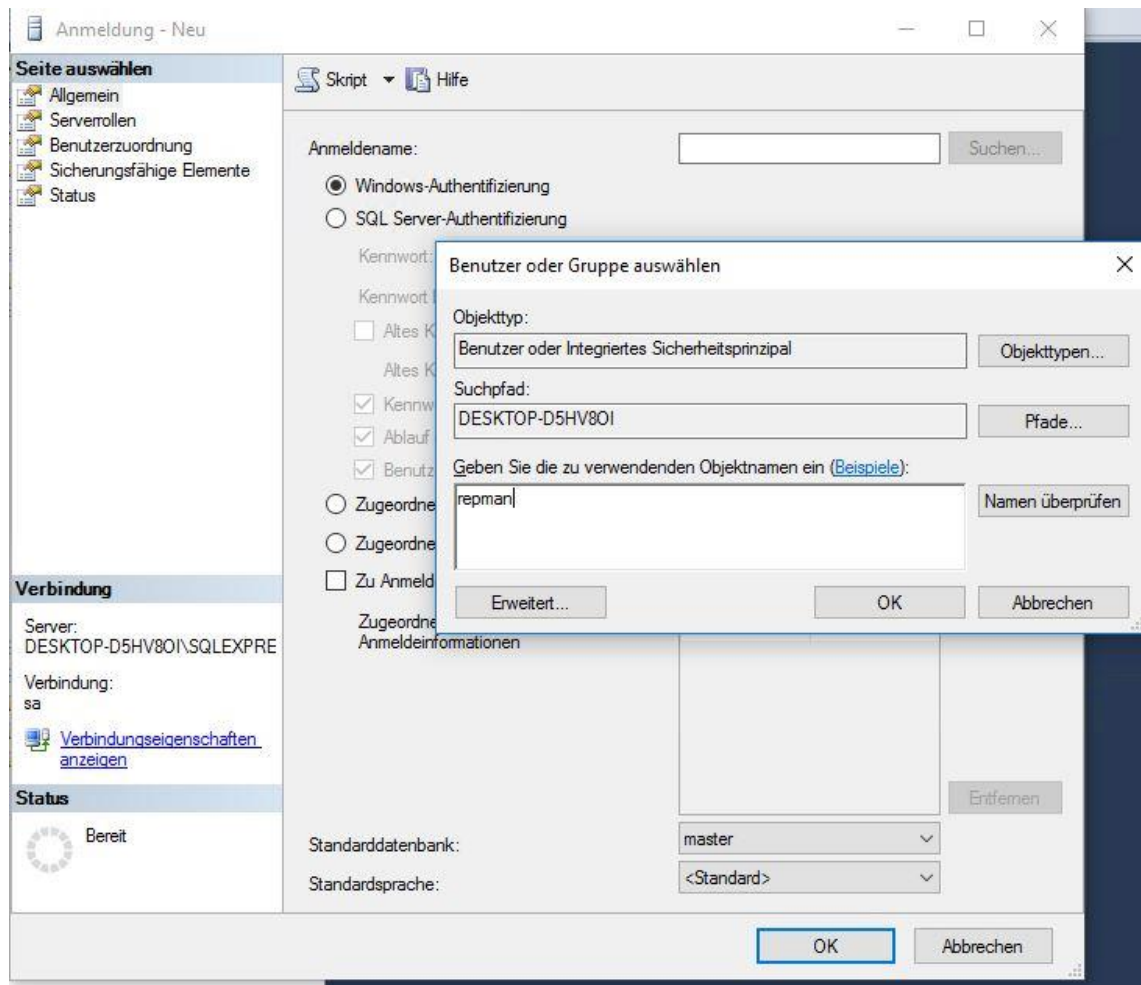 Anmeldung - Neu
Seite auswählen
Allgemein
Serverrollen
Benutzerzuordnung
Sicherungsfähige Elemente
Status
Skript
Hilfe
Anmeldename:
Suchen...
Windows-Authentifizierung
SQL Server-Authentifizierung
Kennwort:
Kennwort
Altes K
Altes K
Kennw
Ablauf
Benutz
Zugeordne
Zugeordne
Zu Anmeld
Zugeordne
Anmeldeinformationen
Benutzer oder Gruppe auswählen
Objekttyp:
Benutzer oder Integriertes Sicherheitsprinzipal
Objekttypen...
Suchpfad:
DESKTOP-D5HV8OI
Pfade...
Geben Sie die zu verwendenden Objektnamen ein (Beispiele):
repman
Namen überprüfen
Erweitert...
OK
Abbrechen
Verbindung
Server:
DESKTOP-D5HV8OI\SQLEXPRE
Verbindung:
sa
Verbindungseigenschaften
anzeigen
Status
Bereit
Entfernen
Standarddatenbank:
master
Standardsprache:
<Standard>
OK
Abbrechen